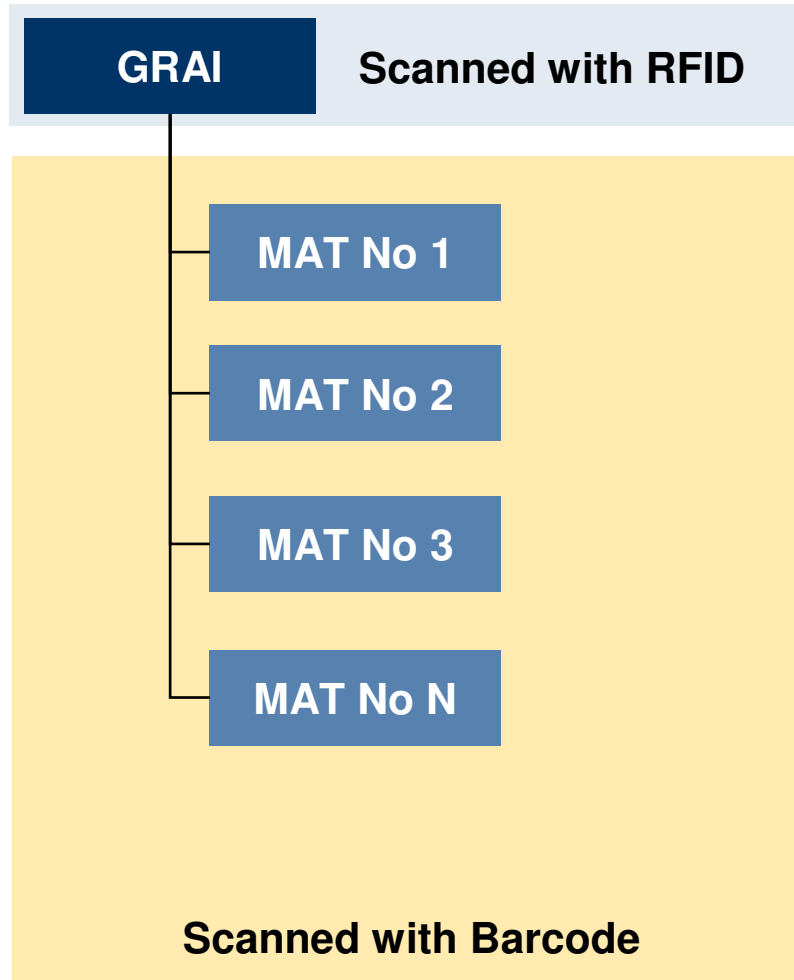 GRAI
Scanned with RFID
MAT No 1
MAT No 2
MAT No 3
MAT No N
Scanned with Barcode